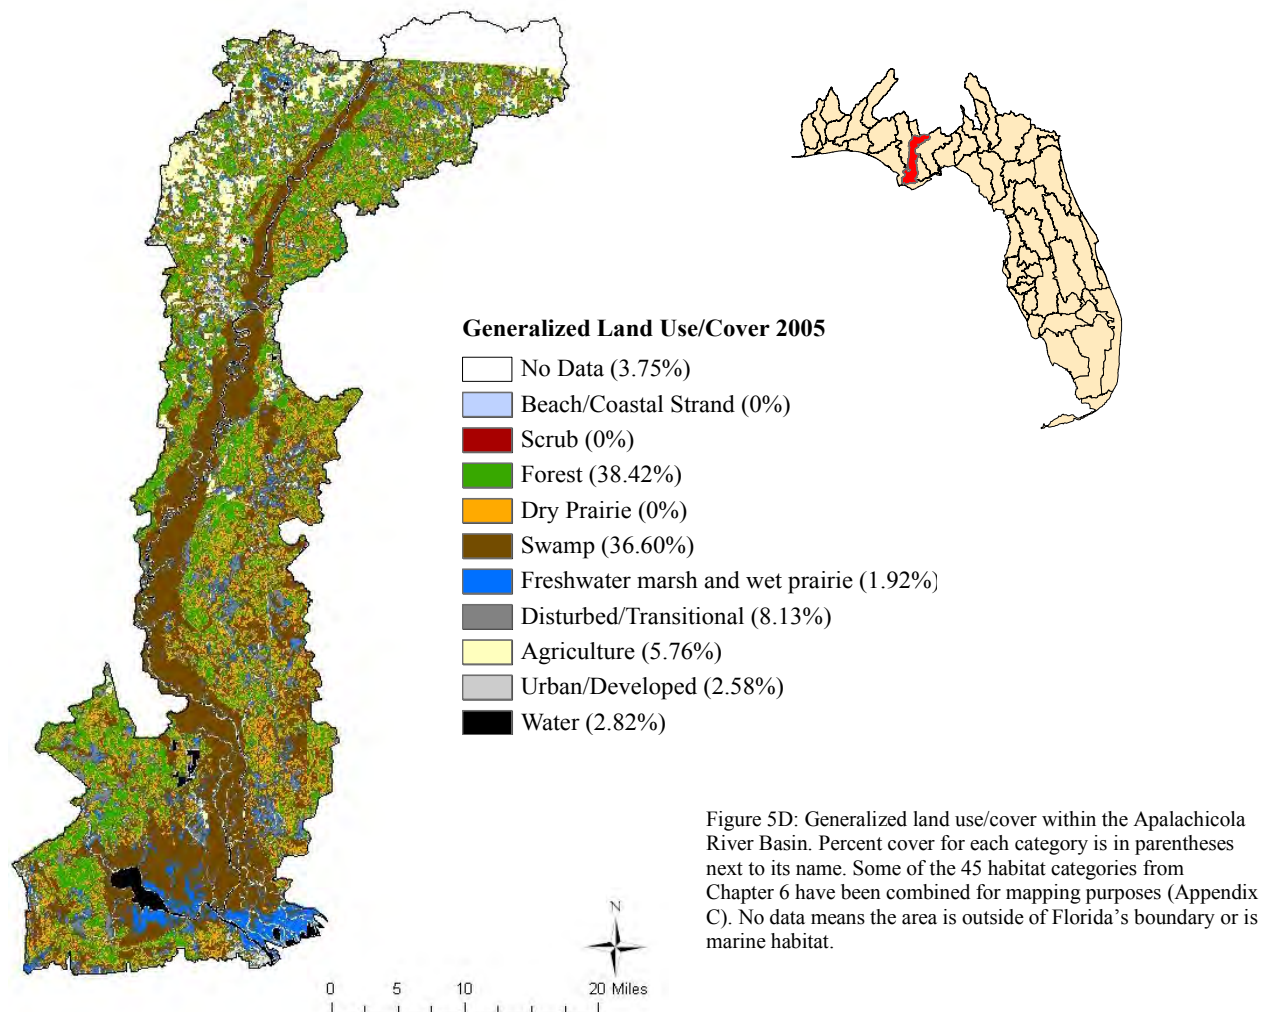 Generalized Land Use/Cover 2005
No Data (3.75%)
Beach/Coastal Strand (0%)
Scrub (0%)
Forest (38.42%)
Dry Prairie (0%)
Swamp (36.60%)
Freshwater marsh and wet prairie (1.92%)
Disturbed/Transitional (8.13%)
Agriculture (5.76%)
Urban/Developed (2.58%)
Water (2.82%)
Figure 5D: Generalized land use/cover within the Apalachicola
River Basin. Percent cover for each category is in parentheses
next to its name. Some of the 45 habitat categories from
Chapter 6 have been combined for mapping purposes (Appendix
C). No data means the area is outside of Florida’s boundary or is
marine habitat.
N
0 5 10 20 Miles